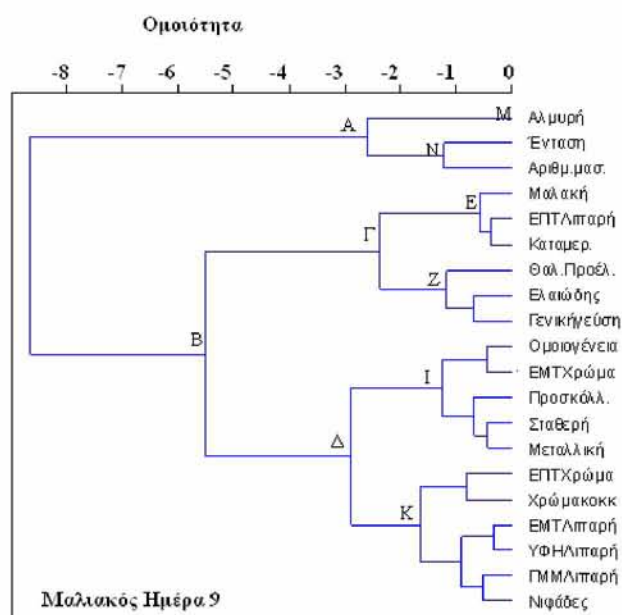 Ομοιότητα
-8 -7 -6 -5 -4 -3 -2 -1 0
Μ Αλμυρή
Α
Ένταση
Ν
Αριθμ.μασ.
Μαλακή
Ε
ΕΠΤΛιπαρή
Γ
Καταμερ.
Θαλ.Προέλ.
Ζ
Ελαιώδης
Γενικήγεύση
Β
Ομοιογένεια
ΕΜΤΧρώμα
Ι
Προσκόλλ.
Σταθερή
Δ
Μεταλλική
ΕΠΤΧρώμα
Χρώμακοκκ
Κ
ΕΜΤΛιπαρή
ΥΦΗΛιπαρή
ΓΜΜΛιπαρή
Νιφάδες
Μαλιακός Ημέρα 9